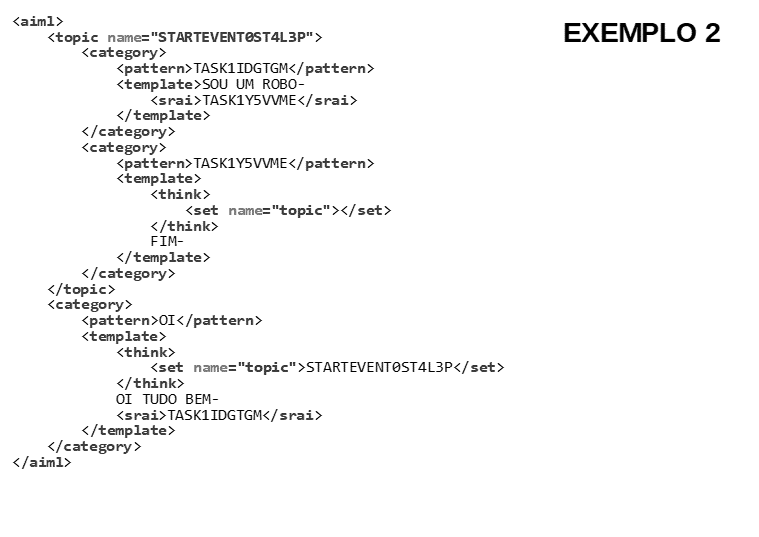 <aiml>
    <topic name="STARTEVENT0ST4L3P">
        <category>
            <pattern>TASK1IDGTGM</pattern>
            <template>SOU UM ROBO-
                <srai>TASK1Y5VVME</srai>
            </template>
        </category>
        <category>
            <pattern>TASK1Y5VVME</pattern>
            <template>
                <think>
                    <set name="topic"></set>
                </think>
                FIM-
            </template>
        </category>
    </topic>
    <category>
        <pattern>OI</pattern>
        <template>
            <think>
                <set name="topic">STARTEVENT0ST4L3P</set>
            </think>
            OI TUDO BEM-
            <srai>TASK1IDGTGM</srai>
        </template>
    </category>
</aiml>
EXEMPLO 2